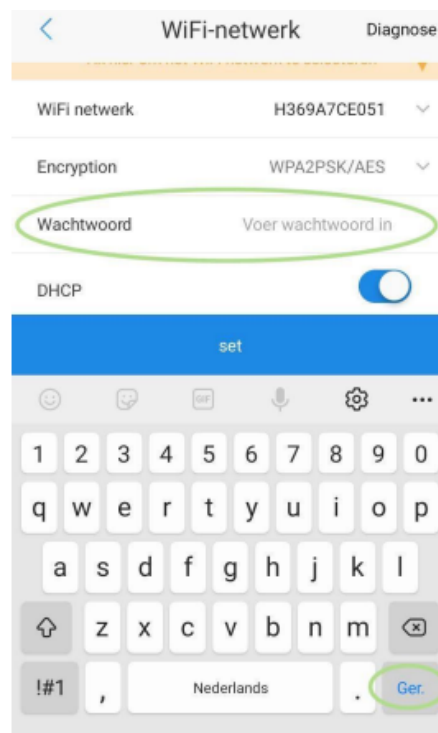 WiFi-netwerk Diagnose
WiFi netwerk H369A7CE051
Encryption WPA2PSK/AES
Wachtwoord Voer wachtwoord in
DHCP
set
GIF
1 2 3 4 5 6 7 8 9 0
q w e r t y u i o p
a s d f g h j k l
z x c v b n m
!#1 , Nederlands . Ger.